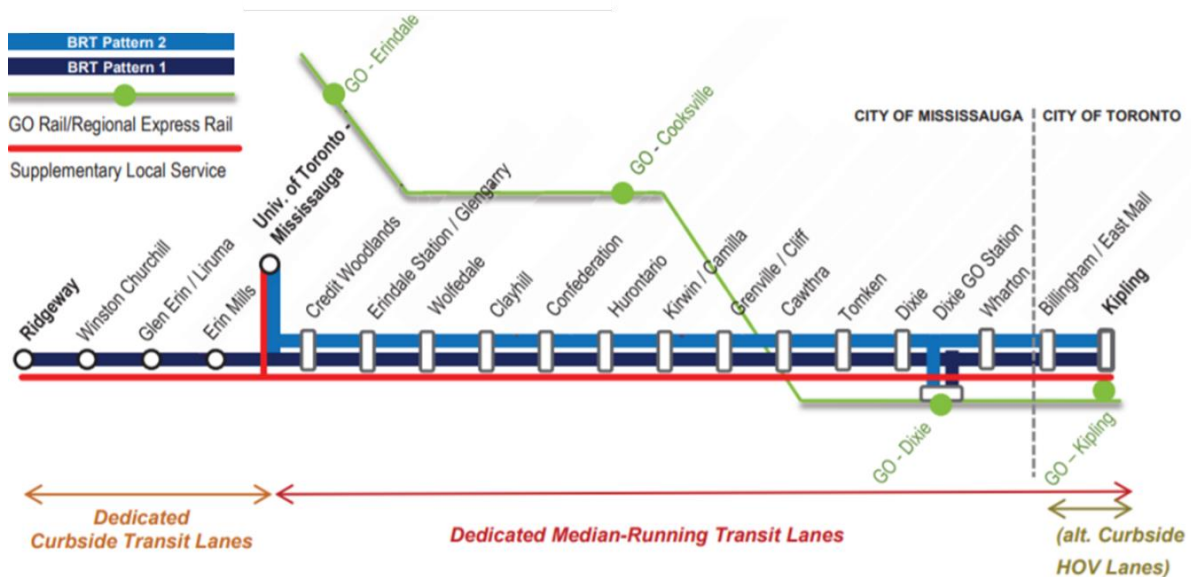 BRT Pattern 2
BRT Pattern 1
GO Rail/Regional Express Rail
Supplementary Local Service
GO - Erindale
GO - Cooksville
CITY OF MISSISSAUGA
CITY OF TORONTO
Ridgeway
Winston Churchill
Glen Erin / Liruma
Erin Mills
Univ. of Toronto -
Mississauga
Credit Woodlands
Erindale Station / Glengarry
Wolfedale
Clayhill
Confederation
Hurontario
Kirwin / Camilla
Grenville / Cliff
Cawthra
Tomken
Dixie
Dixie GO Station
Wharton
Billingham / East Mall
Kipling
GO - Dixie
GO – Kipling
Dedicated
Curbside Transit Lanes
Dedicated Median-Running Transit Lanes
(alt. Curbside
HOV Lanes)